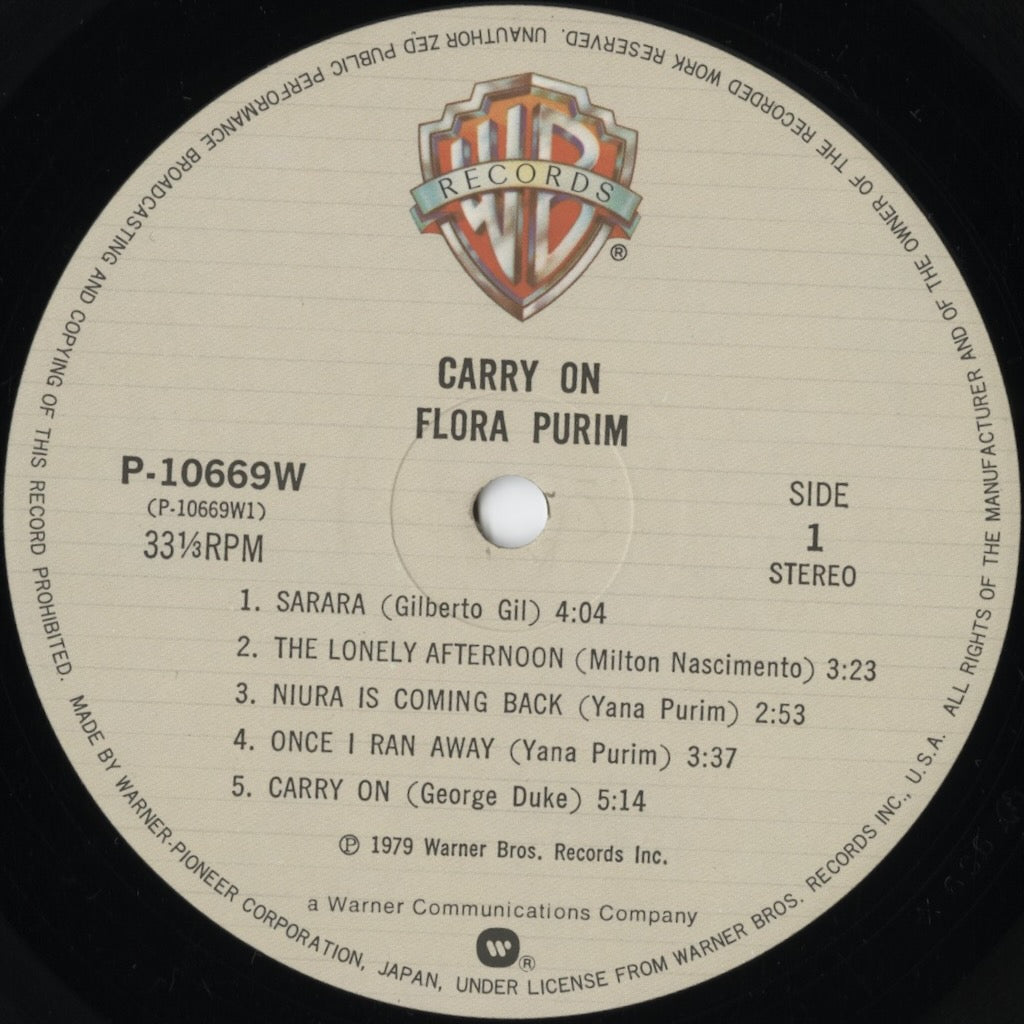 WB
RECORDS
®
CARRY ON
FLORA PURIM
P-10669W
(P-10669W1)
33⅓RPM
SIDE
1
STEREO
1. SARARA (Gilberto Gil) 4:04
2. THE LONELY AFTERNOON (Milton Nascimento) 3:23
3. NIURA IS COMING BACK (Yana Purim) 2:53
4. ONCE I RAN AWAY (Yana Purim) 3:37
5. CARRY ON (George Duke) 5:14
℗ 1979 Warner Bros. Records Inc.
a Warner Communications Company
W®
MADE BY WARNER-PIONEER CORPORATION, JAPAN, UNDER LICENSE FROM WARNER BROS. RECORDS INC., U.S.A. ALL RIGHTS OF THE MANUFACTURER AND OF THE OWNER OF THE RECORDED WORK RESERVED. UNAUTHOR ZED PUBLIC PERFORMANCE BROADCASTING AND COPYING OF THIS RECORD PROHIBITED.